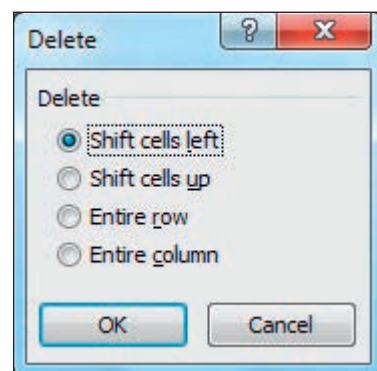 Delete
Delete
Shift cells left
Shift cells up
Entire row
Entire column
OK
Cancel